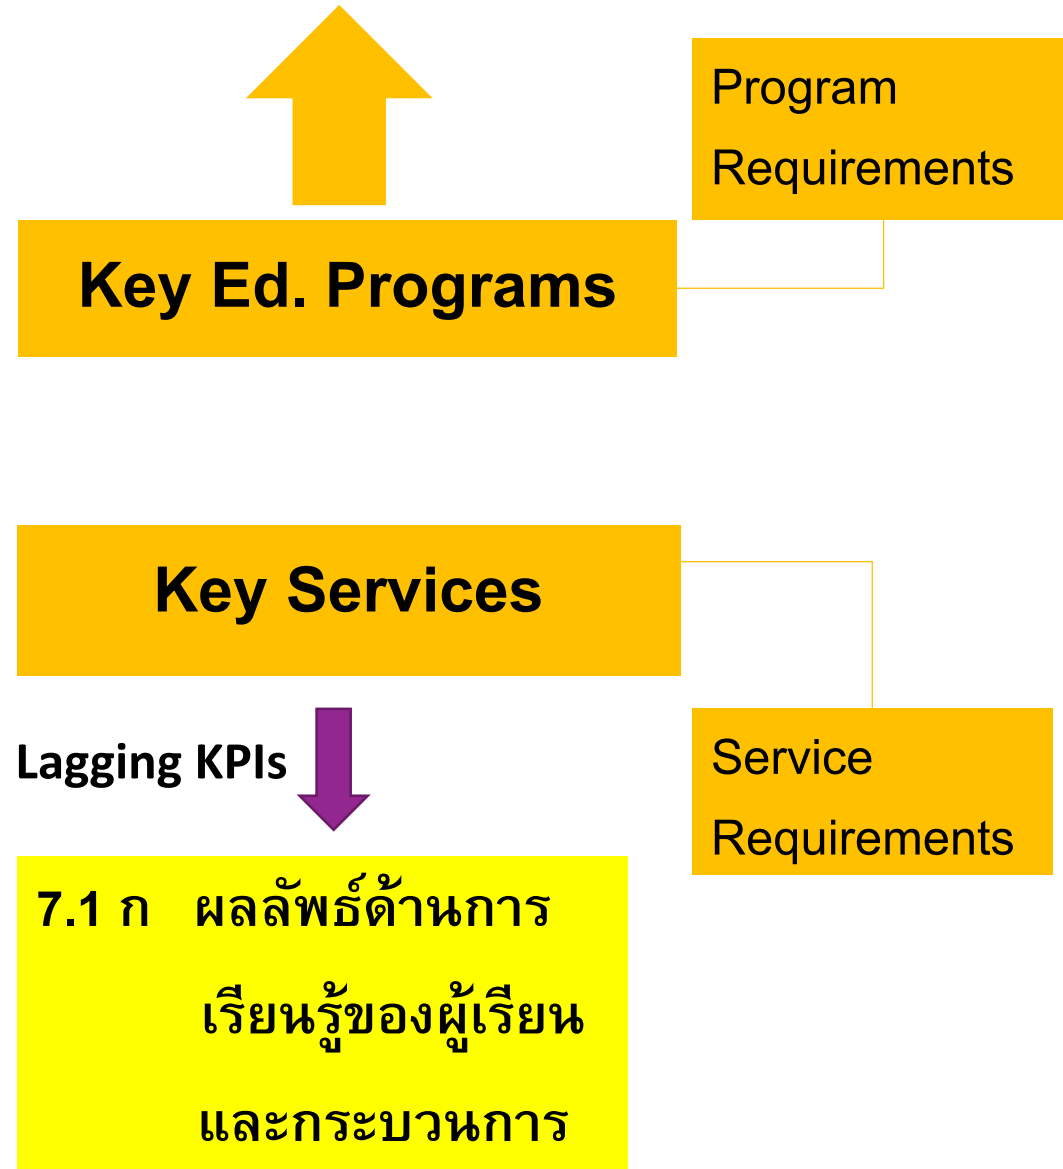 Program
Requirements
Key Ed. Programs
Key Services
Lagging KPIs
Service
Requirements
7.1 ก ผลลัพธ์ด้านการ
เรียนรู้ของผู้เรียน
และกระบวนการ